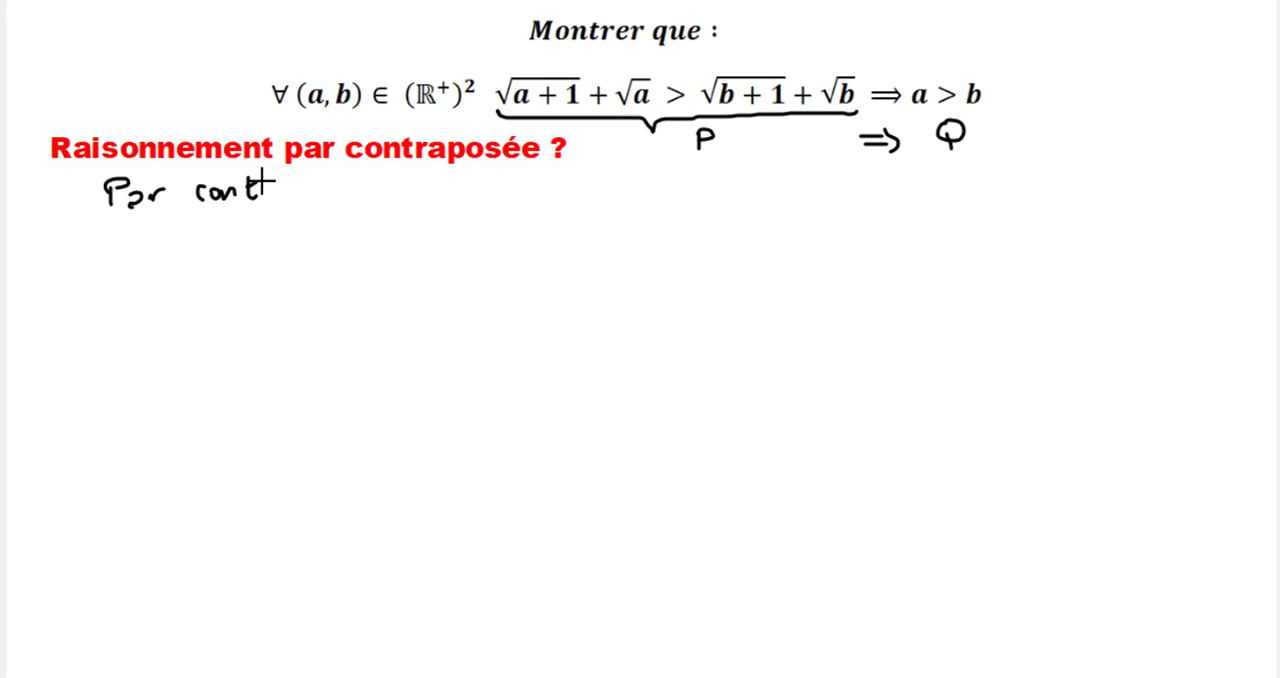 Montrer que :
∀ (a, b) ∈ (ℝ⁺)² √(a + 1) + √a > √(b + 1) + √b ⟹ a > b
P ⟹ Q
Raisonnement par contraposée ?
Par cont